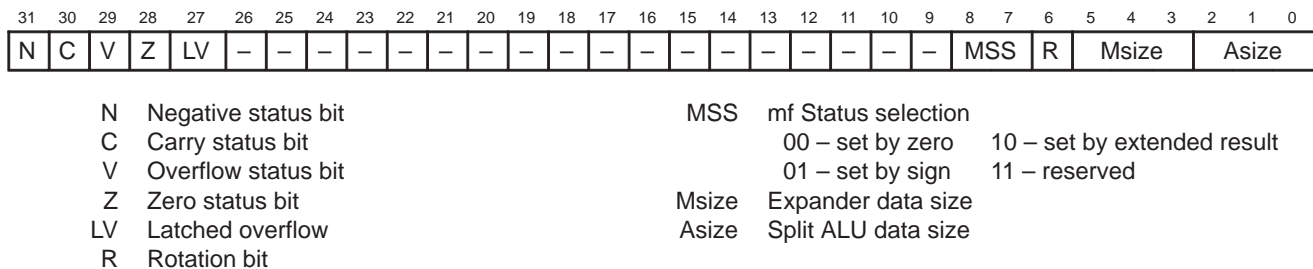 31 30 29 28 27 26 25 24 23 22 21 20 19 18 17 16 15 14 13 12 11 10 9 8 7 6 5 4 3 2 1 0
N C V Z LV – – – – – – – – – – – – – – – – – – MSS R Msize Asize
N Negative status bit
C Carry status bit
V Overflow status bit
Z Zero status bit
LV Latched overflow
R Rotation bit
MSS mf Status selection
00 – set by zero 10 – set by extended result
01 – set by sign 11 – reserved
Msize Expander data size
Asize Split ALU data size